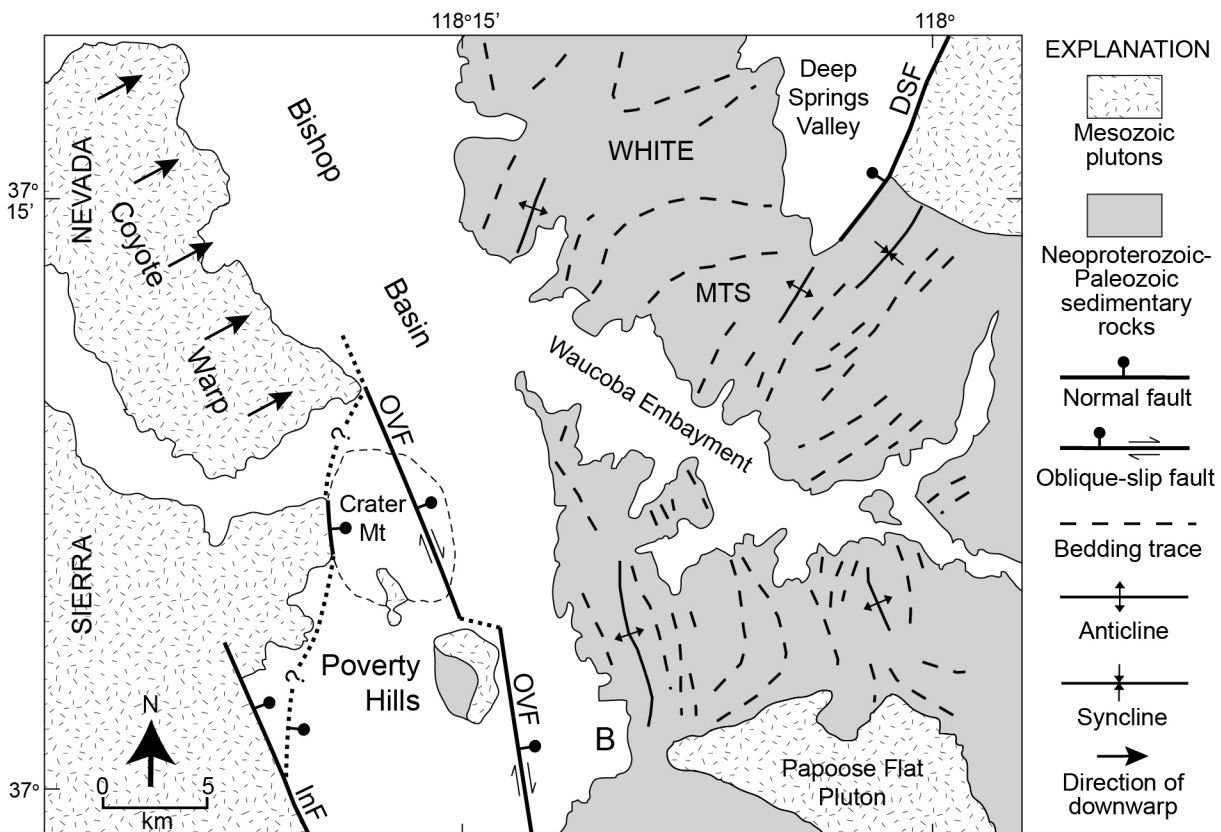 118°15'
118°
37°
15'
37°
NEVADA
SIERRA
Coyote
Warp
Bishop
Basin
WHITE
MTS
Deep
Springs
Valley
DSF
Waucoba Embayment
OVF
?
Crater
Mt
?
Poverty
Hills
OVF
B
InF
Papoose Flat
Pluton
N
0 5
km
EXPLANATION
Mesozoic
plutons
Neoproterozoic-
Paleozoic
sedimentary
rocks
Normal fault
Oblique-slip fault
Bedding trace
Anticline
Syncline
Direction of
downwarp